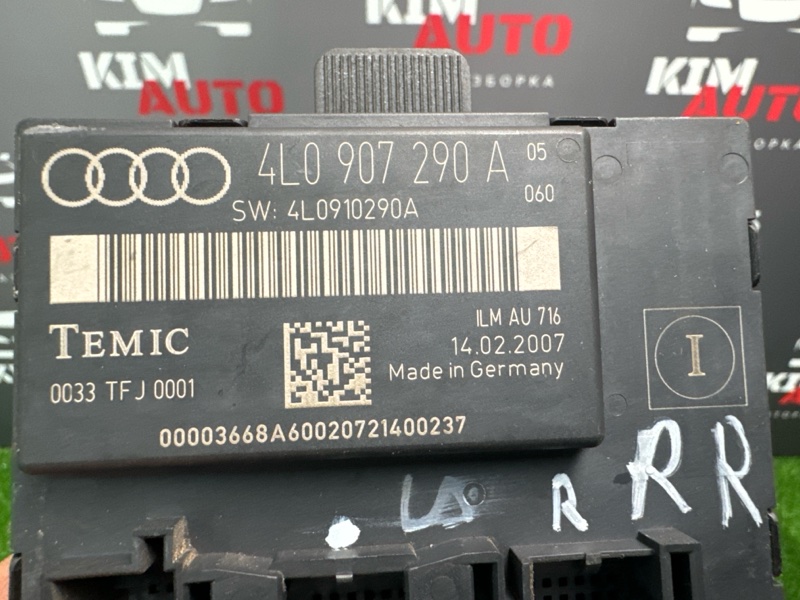 KIM
AUTO
РАЗБОРКА
KIM
AUTO
KIM
AUTO
4L0 907 290 A 05
060
SW: 4L0910290A
TEMIC
ILM AU 716
14.02.2007
Made in Germany
0033 TFJ 0001
00003668A60020721400237
I
R R R